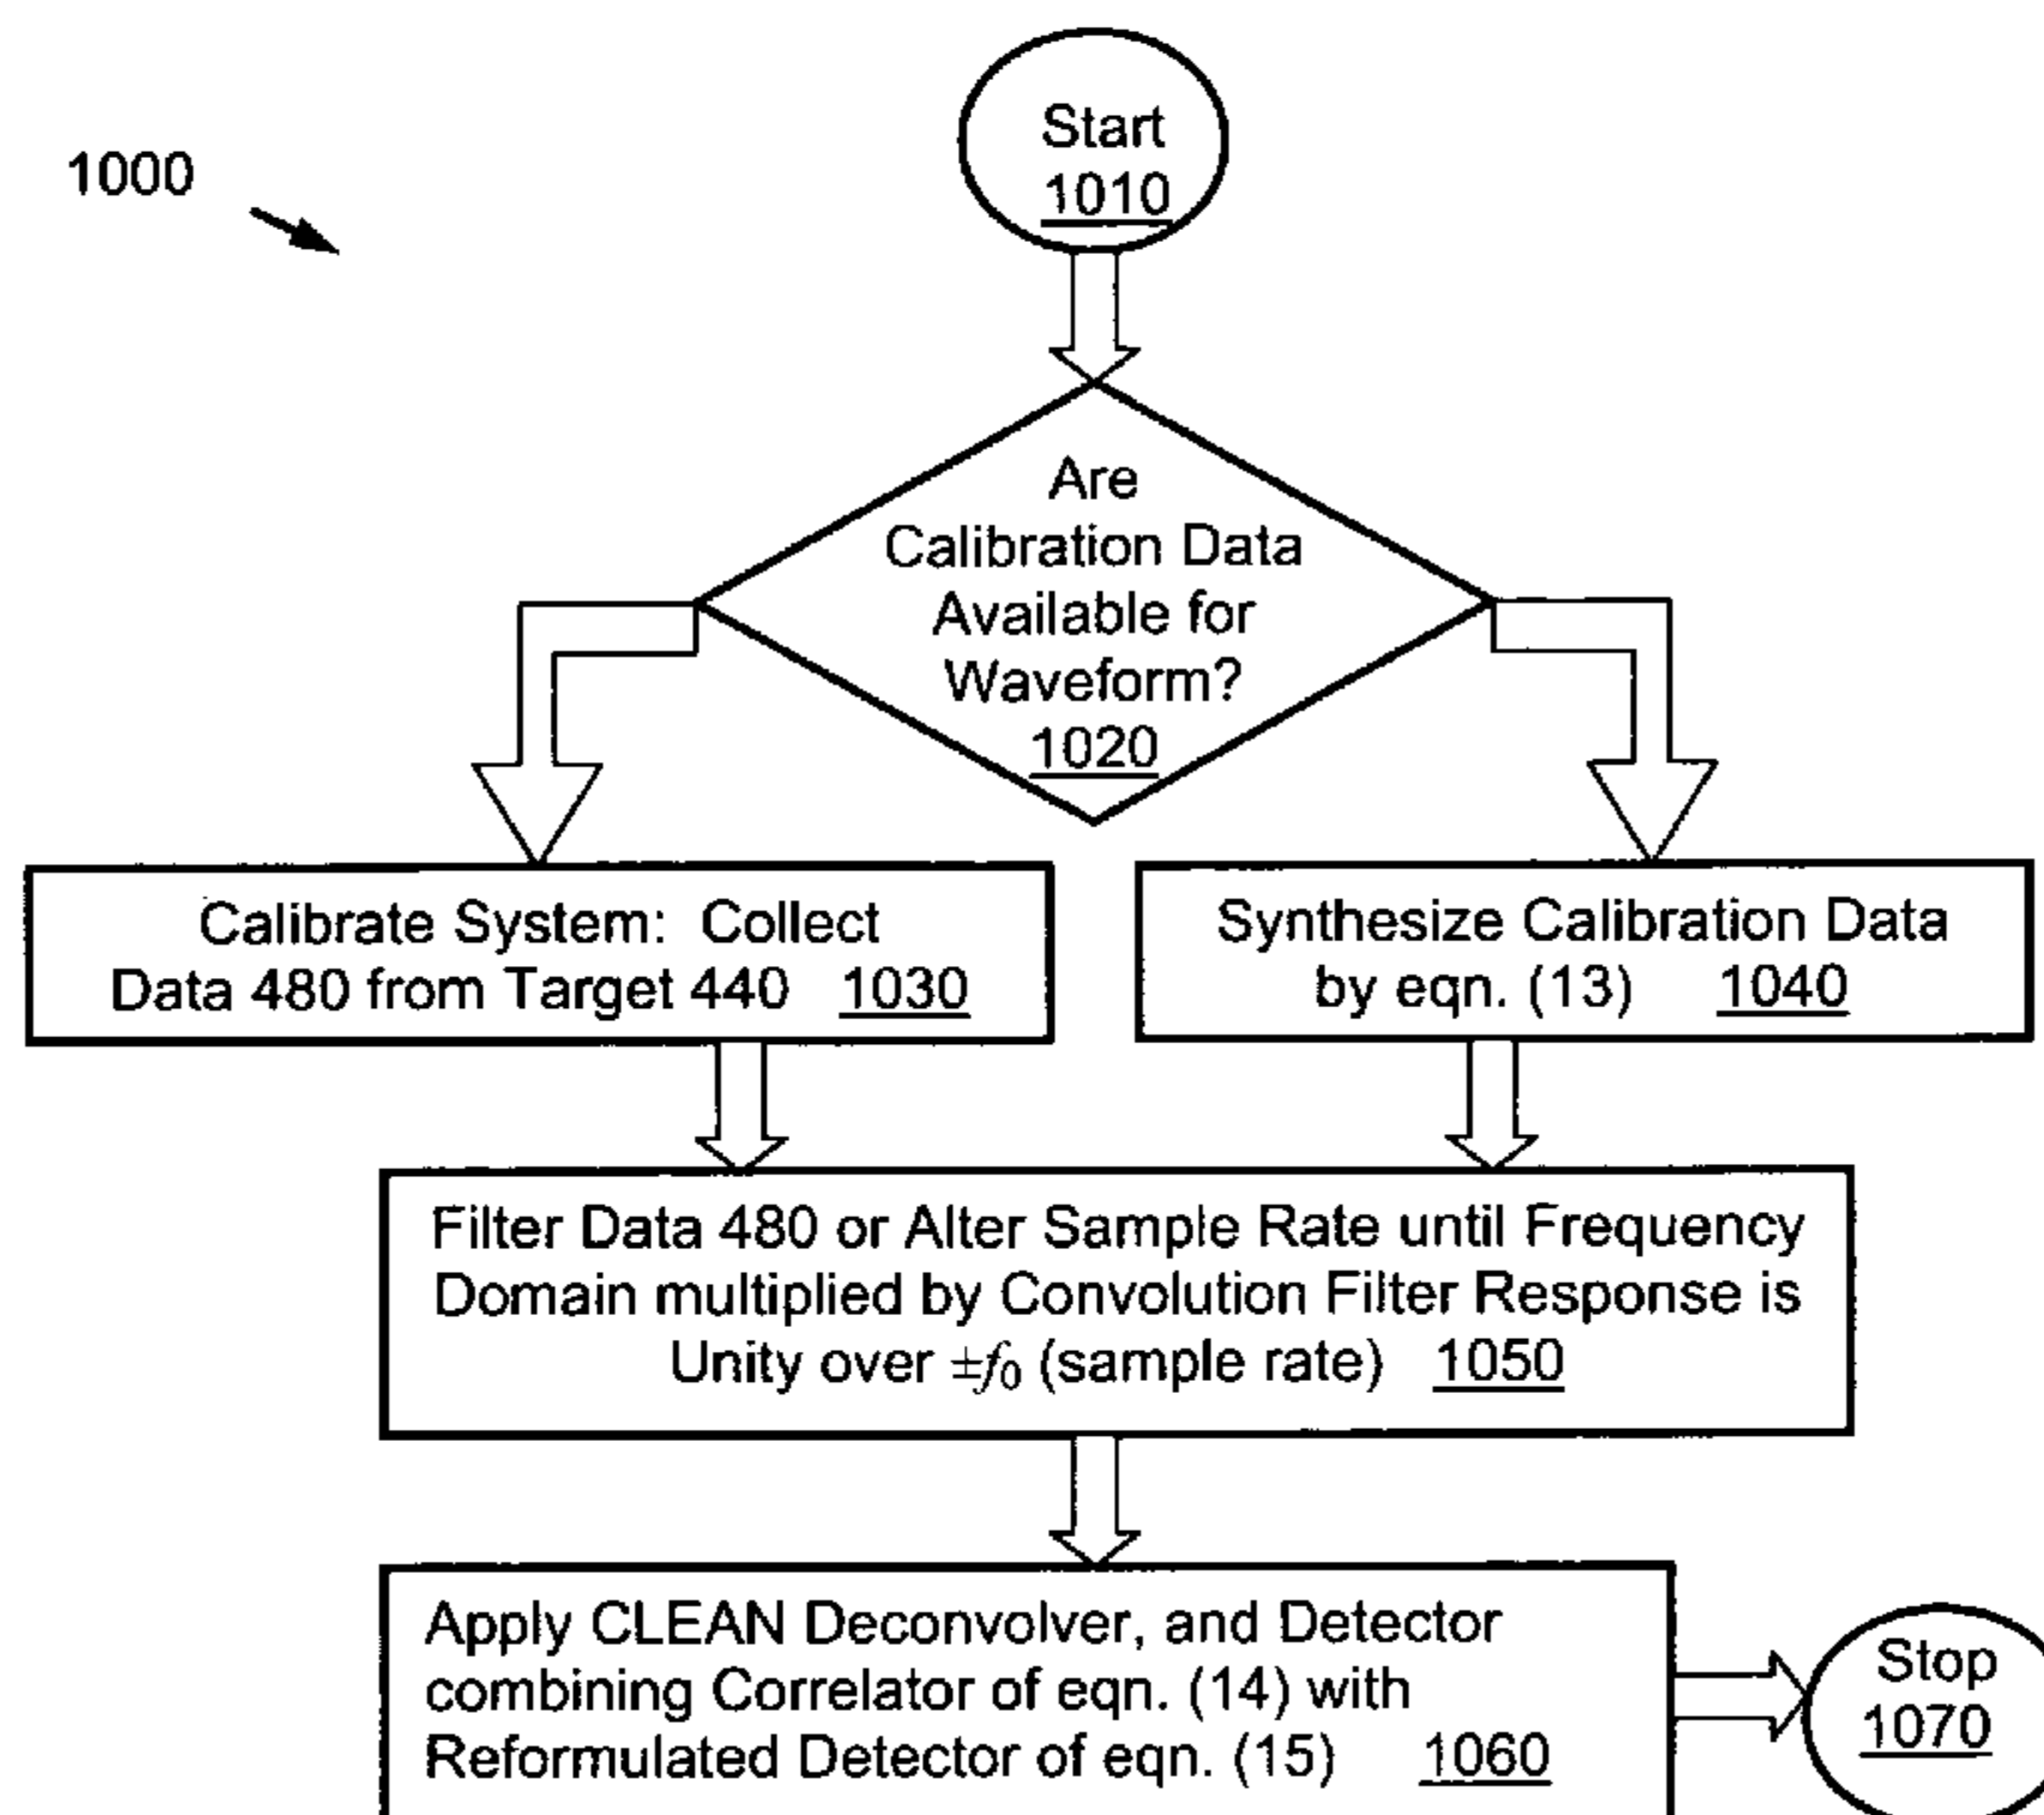 1000
Start
1010
Are
Calibration Data
Available for
Waveform?
1020
Calibrate System: Collect
Data 480 from Target 440 1030
Synthesize Calibration Data
by eqn. (13) 1040
Filter Data 480 or Alter Sample Rate until Frequency
Domain multiplied by Convolution Filter Response is
Unity over ±f₀ (sample rate) 1050
Apply CLEAN Deconvolver, and Detector
combining Correlator of eqn. (14) with
Reformulated Detector of eqn. (15) 1060
Stop
1070